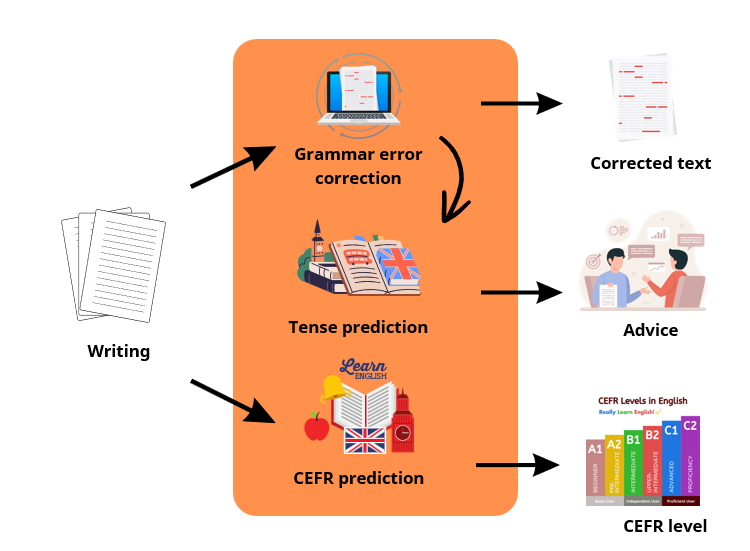 Grammar error
correction
Corrected text
Tense prediction
Advice
Writing
Learn
ENGLISH
CEFR prediction
CEFR Levels in English
Really Learn English!
A1
BEGINNER
A2
PRE-
INTERMEDIATE
B1
INTERMEDIATE
B2
UPPER-
INTERMEDIATE
C1
ADVANCED
C2
PROFICIENCY
Basic User
Independent User
Proficient User
CEFR level